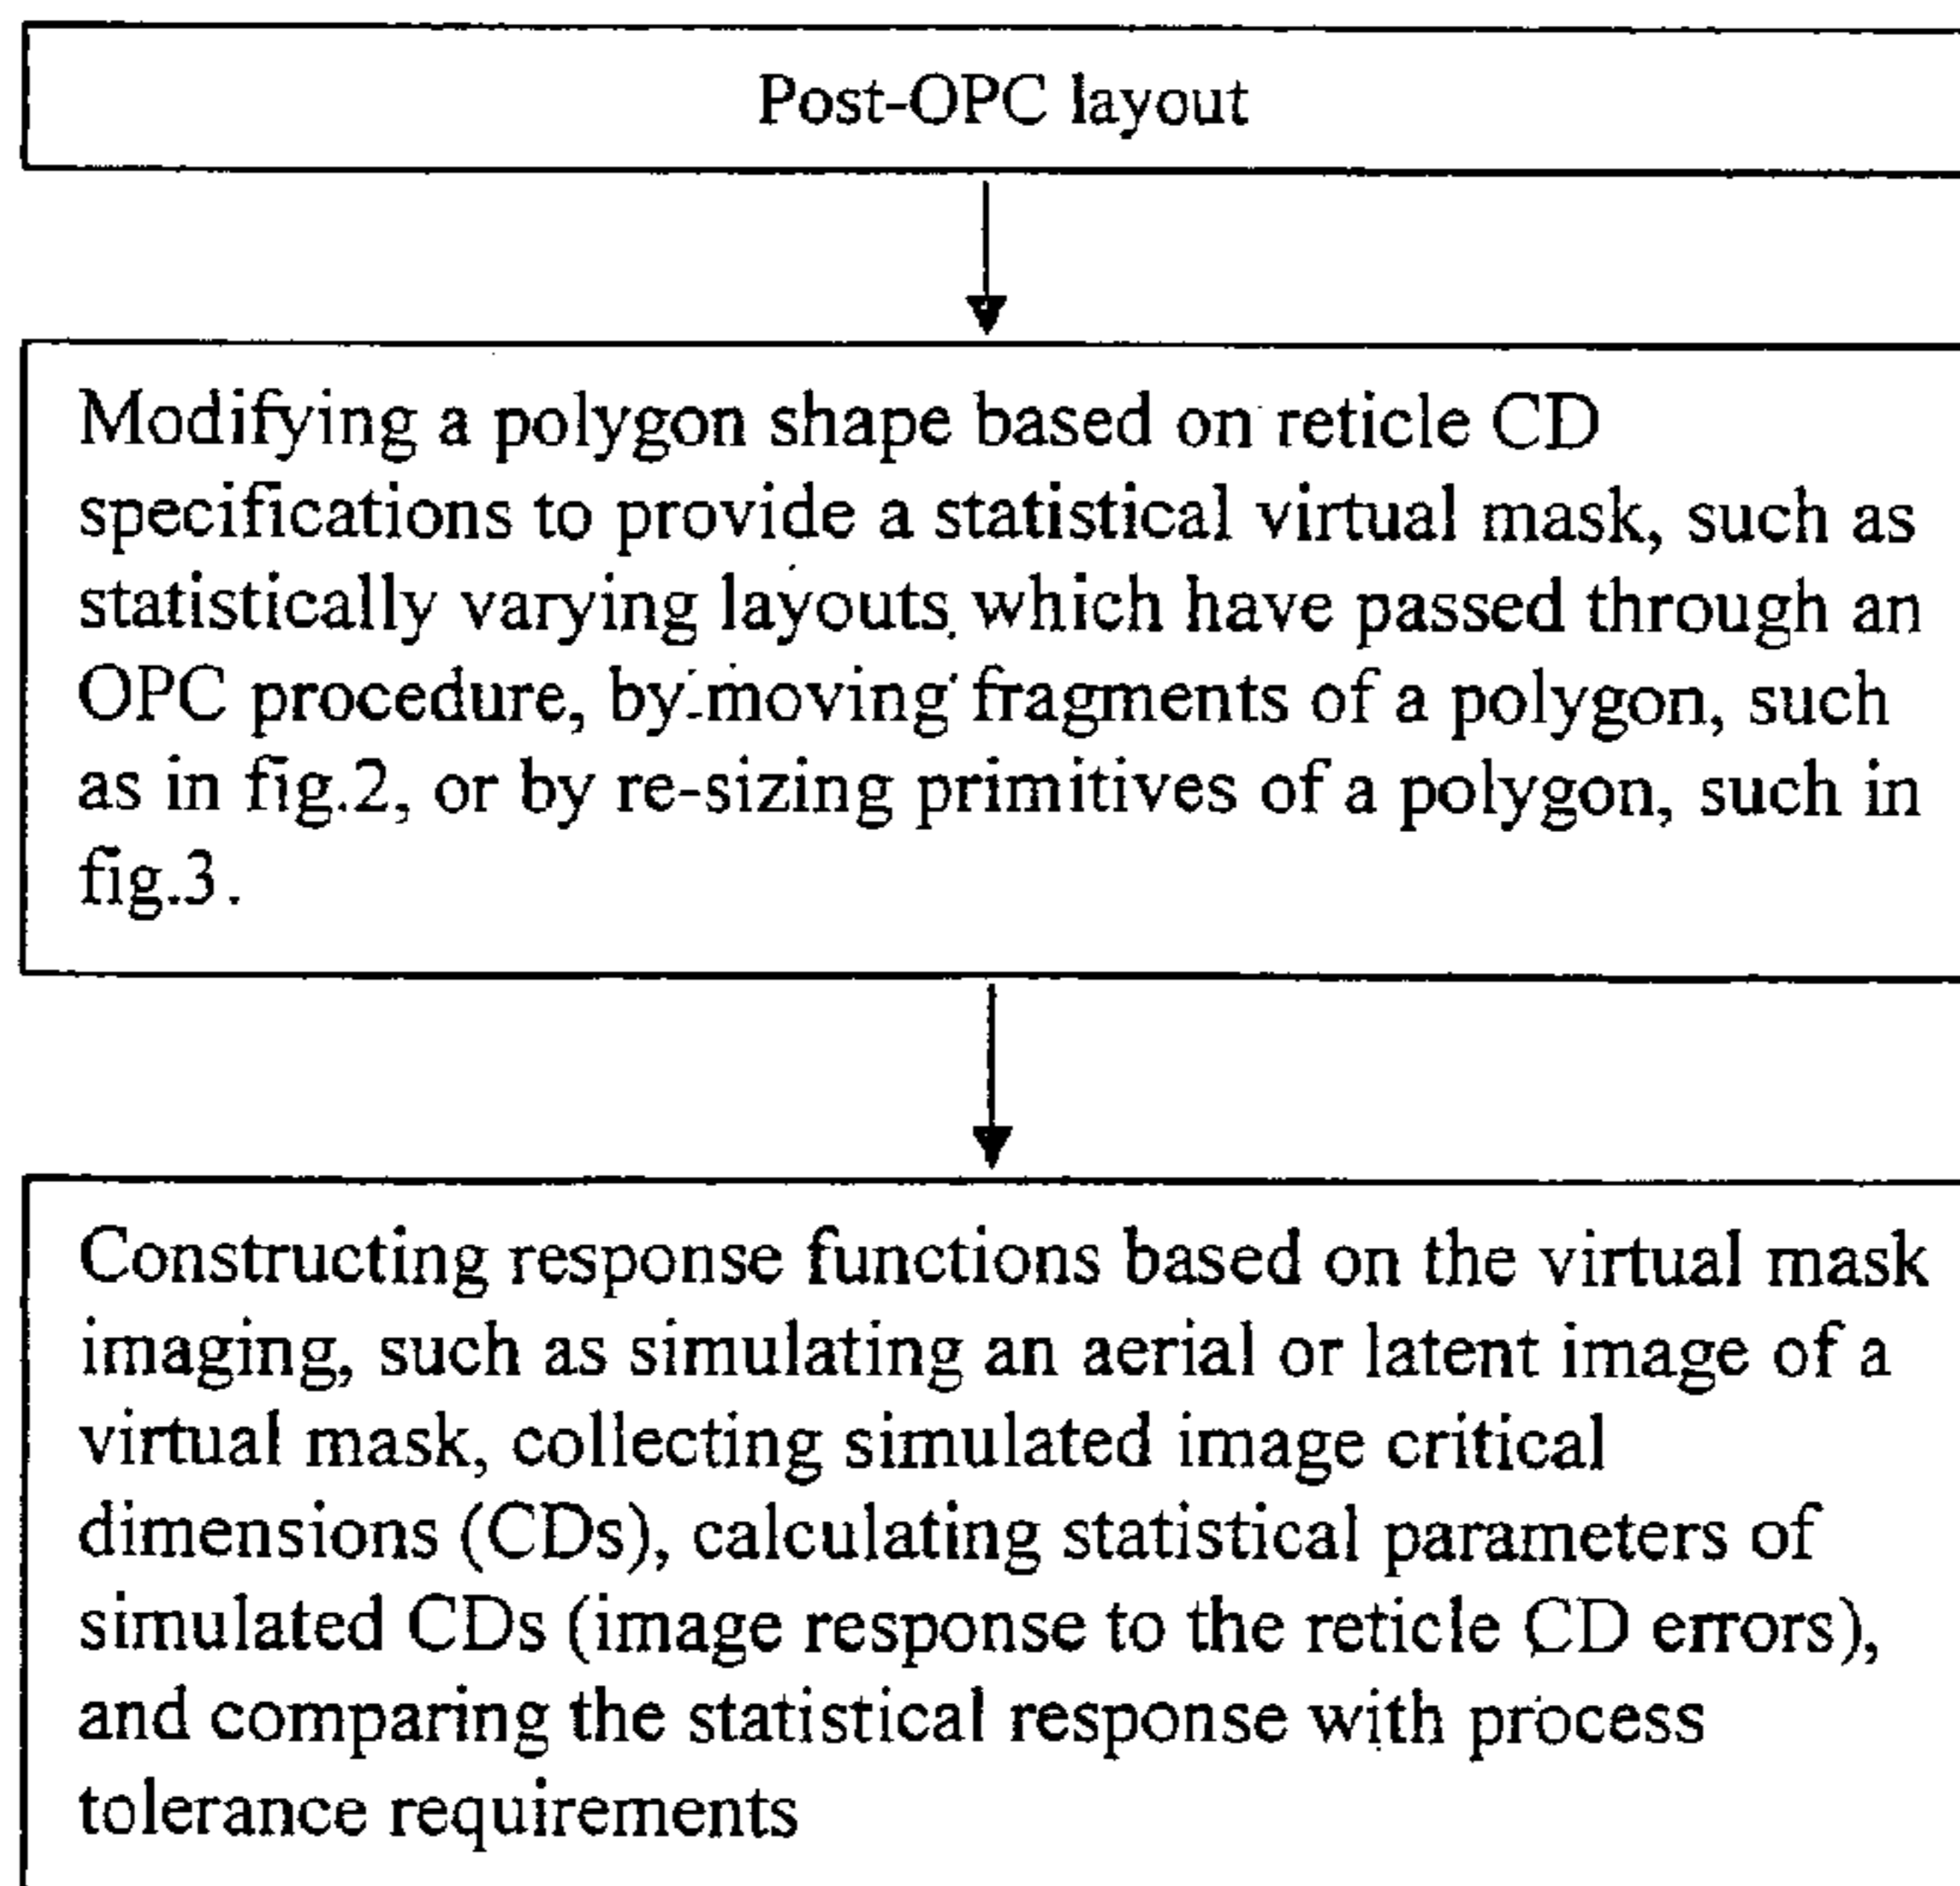 Post-OPC layout
Modifying a polygon shape based on reticle CD
specifications to provide a statistical virtual mask, such as
statistically varying layouts which have passed through an
OPC procedure, by moving fragments of a polygon, such
as in fig.2, or by re-sizing primitives of a polygon, such in
fig.3.
Constructing response functions based on the virtual mask
imaging, such as simulating an aerial or latent image of a
virtual mask, collecting simulated image critical
dimensions (CDs), calculating statistical parameters of
simulated CDs (image response to the reticle CD errors),
and comparing the statistical response with process
tolerance requirements